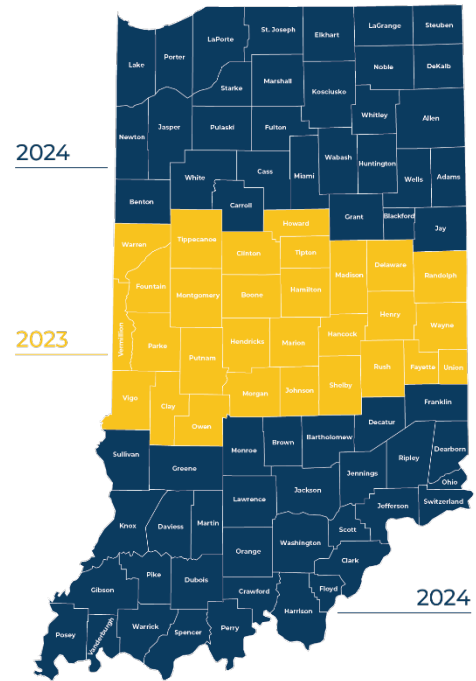 St. Joseph
Elkhart
LaGrange
Steuben
LaPorte
Porter
Lake
Noble
DeKalb
Marshall
Starke
Kosciusko
Whitley
Allen
Newton
Jasper
Pulaski
Fulton
2024
Wabash
Huntington
White
Cass
Miami
Wells
Adams
Benton
Carroll
Grant
Blackford
Jay
Howard
Warren
Tippecanoe
Clinton
Tipton
Madison
Delaware
Randolph
Fountain
Montgomery
Boone
Hamilton
Henry
Wayne
2023
Vermillion
Parke
Putnam
Hendricks
Marion
Hancock
Rush
Fayette
Union
Vigo
Clay
Morgan
Johnson
Shelby
Franklin
Owen
Decatur
Sullivan
Greene
Monroe
Brown
Bartholomew
Dearborn
Ripley
Jennings
Ohio
Lawrence
Jackson
Switzerland
Jefferson
Knox
Daviess
Martin
Scott
Orange
Washington
Clark
Pike
Dubois
Gibson
Crawford
Floyd
Harrison
2024
Posey
Vanderburgh
Warrick
Spencer
Perry